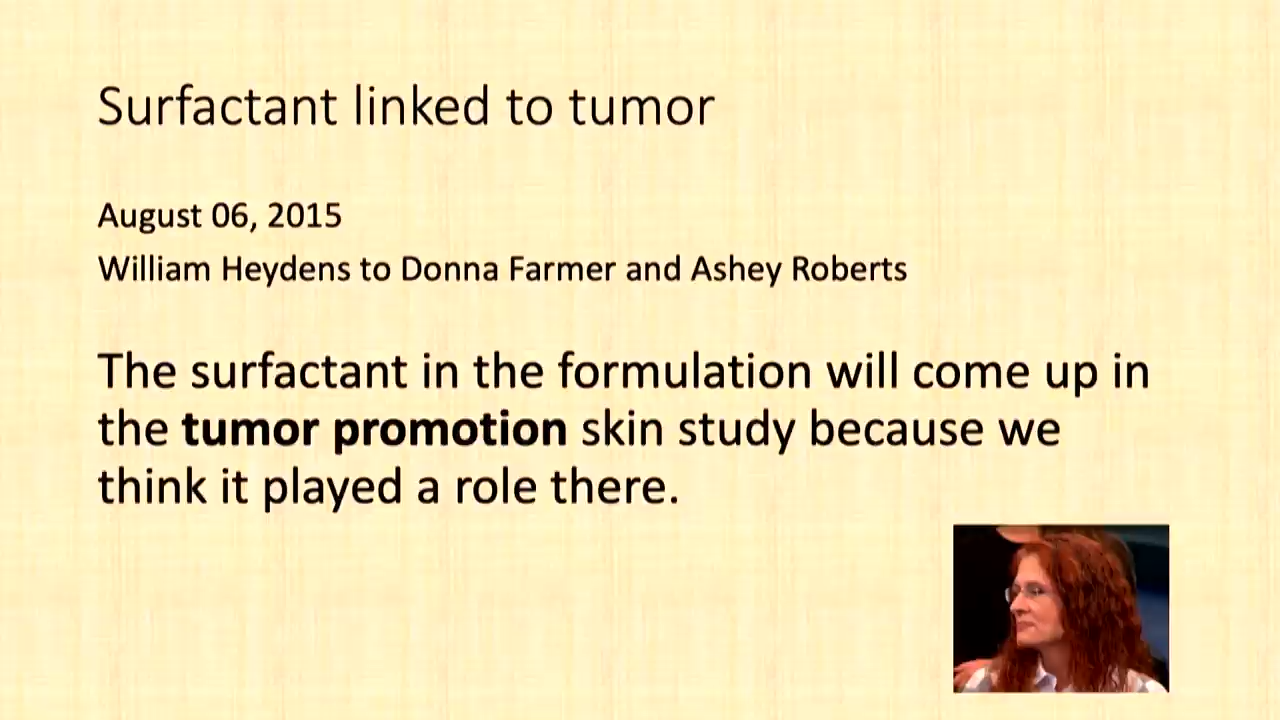 Surfactant linked to tumor
August 06, 2015
William Heydens to Donna Farmer and Ashey Roberts
The surfactant in the formulation will come up in
the tumor promotion skin study because we
think it played a role there.